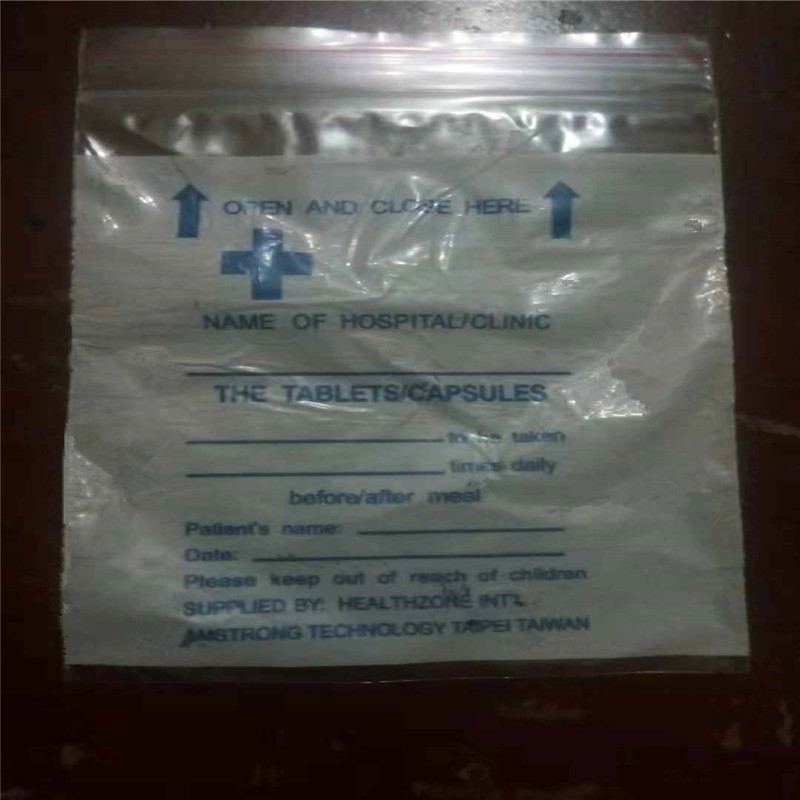 OPEN AND CLOSE HERE
NAME OF HOSPITAL/CLINIC
THE TABLETS/CAPSULES
to be taken
times daily
before/after meal
Patient's name:
Date:
Please keep out of reach of children
SUPPLIED BY: HEALTHZONE INT'L
AMSTRONG TECHNOLOGY TAIPEI TAIWAN